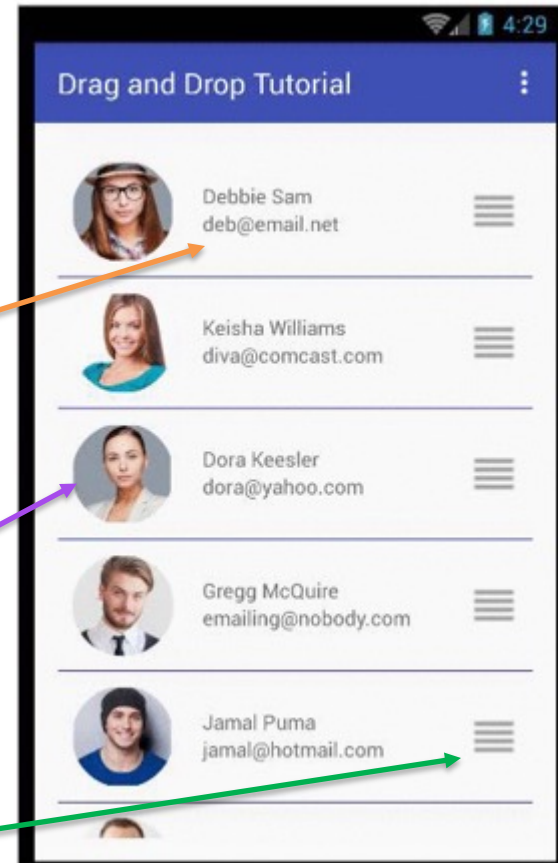 4:29
Drag and Drop Tutorial
Debbie Sam
deb@email.net
Keisha Williams
diva@comcast.com
Dora Keesler
dora@yahoo.com
Gregg McQuire
emailing@nobody.com
Jamal Puma
jamal@hotmail.com